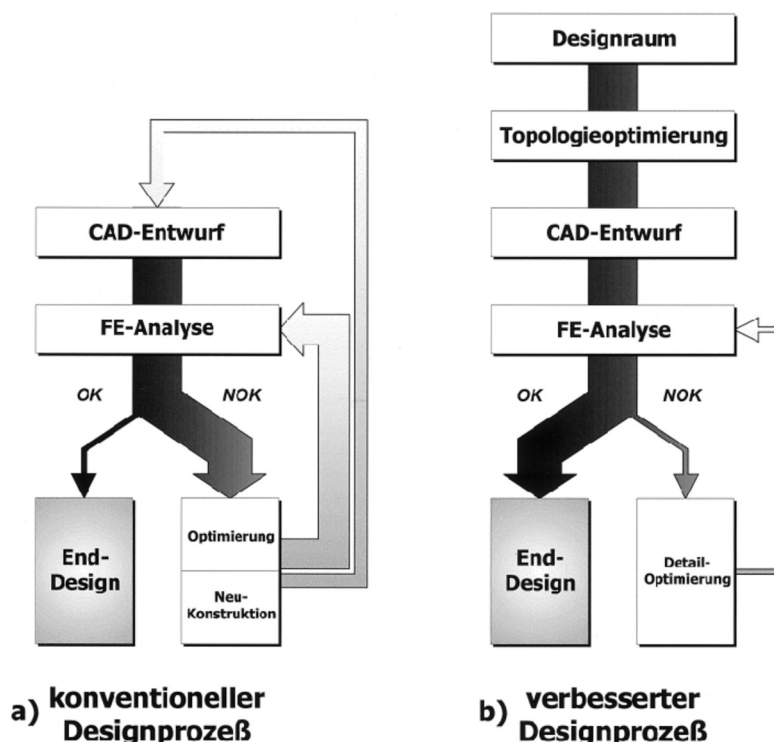 CAD-Entwurf
FE-Analyse
OK
NOK
End-
Design
Optimierung
Neu-
Konstruktion
a) konventioneller
Designprozeß
Designraum
Topologieoptimierung
CAD-Entwurf
FE-Analyse
OK
NOK
End-
Design
Detail-
Optimierung
b) verbesserter
Designprozeß